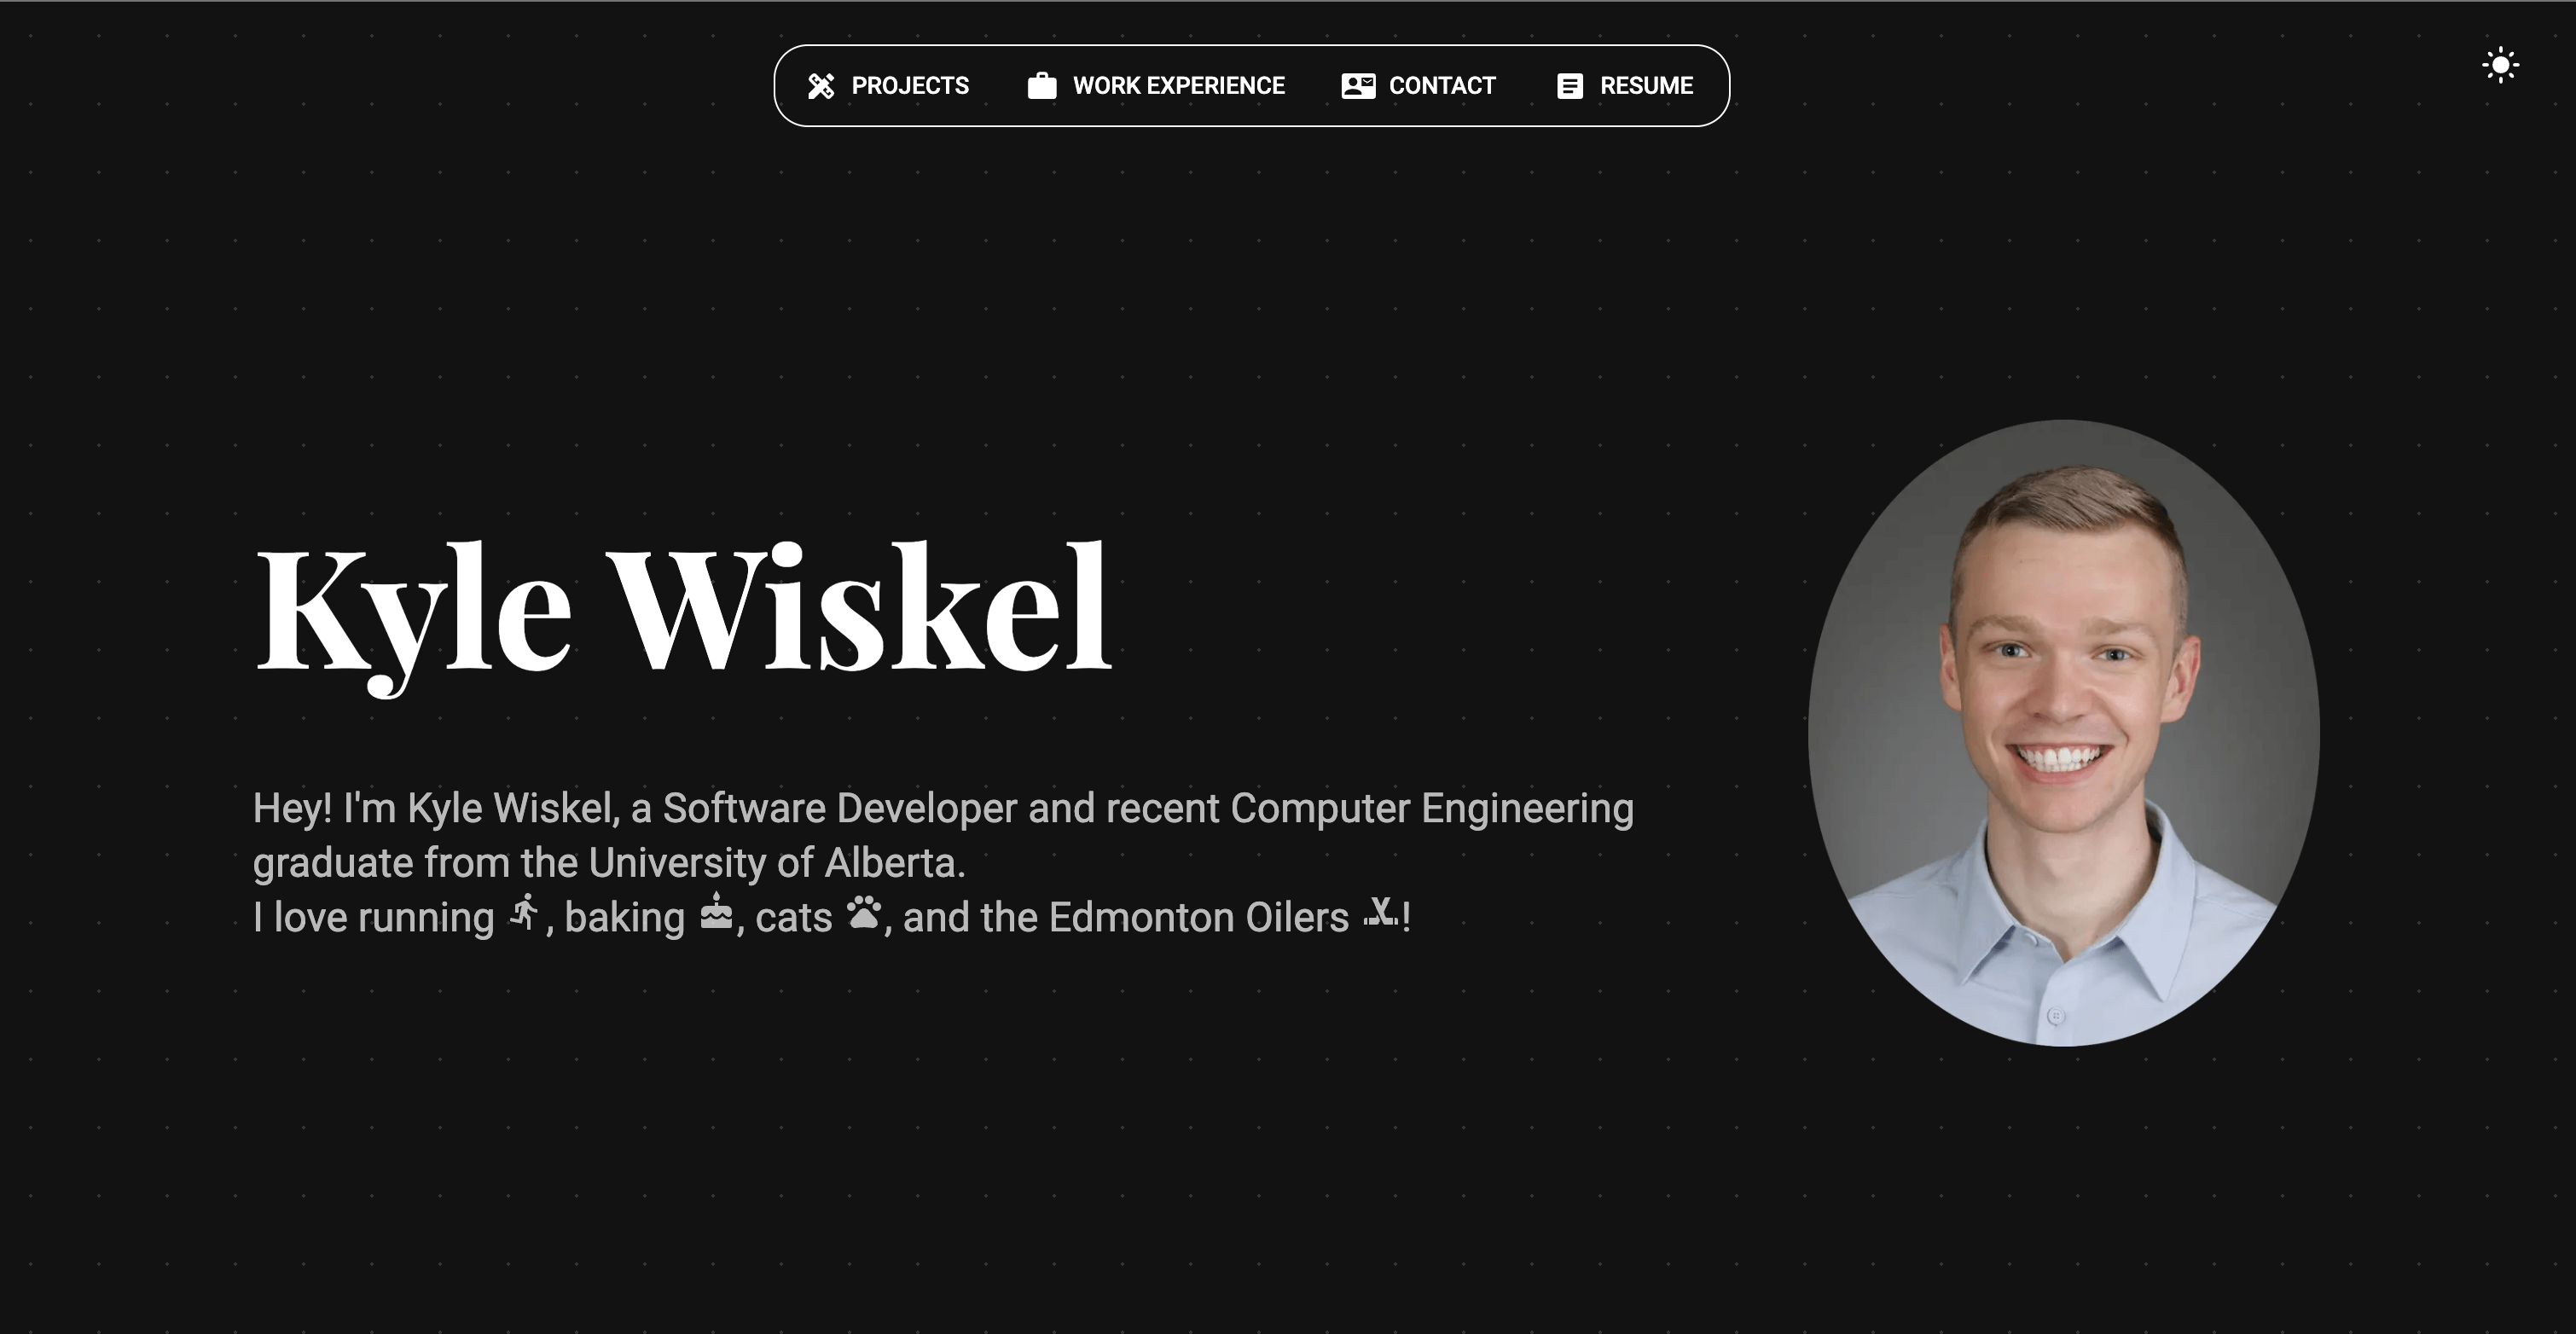 PROJECTS WORK EXPERIENCE CONTACT RESUME
Kyle Wiskel
Hey! I'm Kyle Wiskel, a Software Developer and recent Computer Engineering
graduate from the University of Alberta.
I love running , baking , cats , and the Edmonton Oilers !